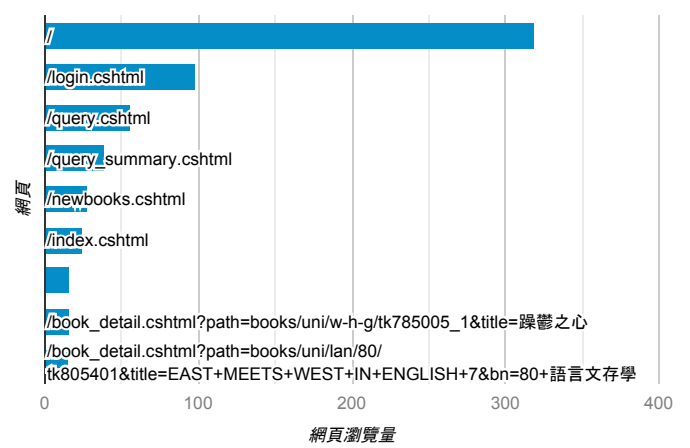 /
/login.cshtml
/query.cshtml
/query_summary.cshtml
網頁
/newbooks.cshtml
/index.cshtml
/book_detail.cshtml?path=books/uni/w-h-g/tk785005_1&title=躁鬱之心
/book_detail.cshtml?path=books/uni/lan/80/
tk805401&title=EAST+MEETS+WEST+IN+ENGLISH+7&bn=80+語言文存學
0 100 200 300 400
網頁瀏覽量